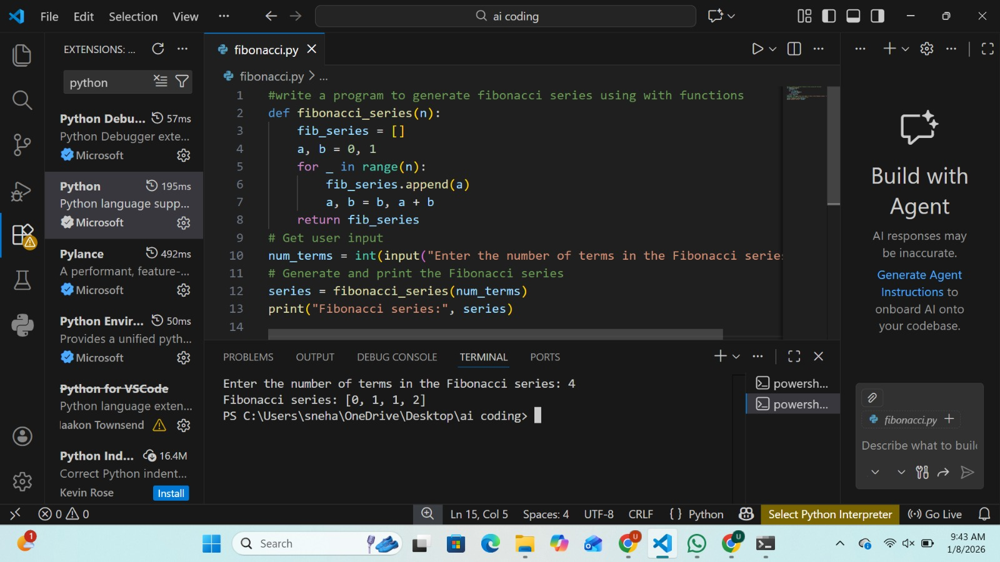 File Edit Selection View ai coding
EXTENSIONS: ...
python
Python Debu... 57ms
Python Debugger exte...
Microsoft
Python 195ms
Python language supp...
Microsoft
Pylance 492ms
A performant, feature-...
Microsoft
Python Envir... 50ms
Provides a unified pyth...
Microsoft
Python for VSCode
Python language exten...
laakon Townsend
Python Ind... 16.4M
Correct Python indent...
Kevin Rose Install
fibonacci.py
fibonacci.py > ...
1 #write a program to generate fibonacci series using with functions
2 def fibonacci_series(n):
3 fib_series = []
4 a, b = 0, 1
5 for _ in range(n):
6 fib_series.append(a)
7 a, b = b, a + b
8 return fib_series
9 # Get user input
10 num_terms = int(input("Enter the number of terms in the Fibonacci serie
11 # Generate and print the Fibonacci series
12 series = fibonacci_series(num_terms)
13 print("Fibonacci series:", series)
14
PROBLEMS OUTPUT DEBUG CONSOLE TERMINAL PORTS
Enter the number of terms in the Fibonacci series: 4
Fibonacci series: [0, 1, 1, 2]
PS C:\Users\sneha\OneDrive\Desktop\ai coding>
powersh...
powersh...
Build with
Agent
AI responses may
be inaccurate.
Generate Agent
Instructions to
onboard AI onto
your codebase.
fibonacci.py
Describe what to buil
0 0 Ln 15, Col 5 Spaces: 4 UTF-8 CRLF { } Python Select Python Interpreter Go Live
1 Search U U 9:43 AM
1/8/2026